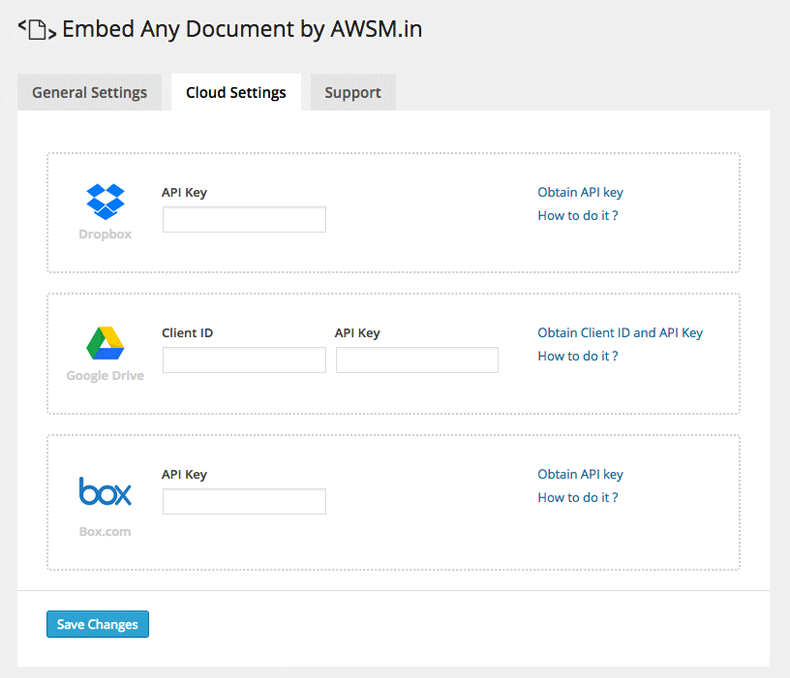 Embed Any Document by AWSM.in
General Settings
Cloud Settings
Support
API Key
Obtain API key
How to do it ?
Dropbox
Client ID
API Key
Obtain Client ID and API Key
How to do it ?
Google Drive
API Key
Obtain API key
box
How to do it ?
Box.com
Save Changes